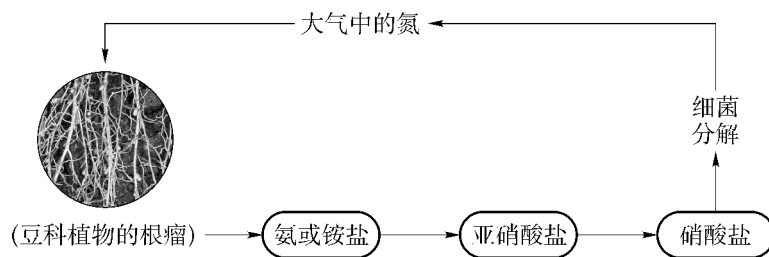 大气中的氮
细菌
分解
(豆科植物的根瘤)
氨或铵盐
亚硝酸盐
硝酸盐